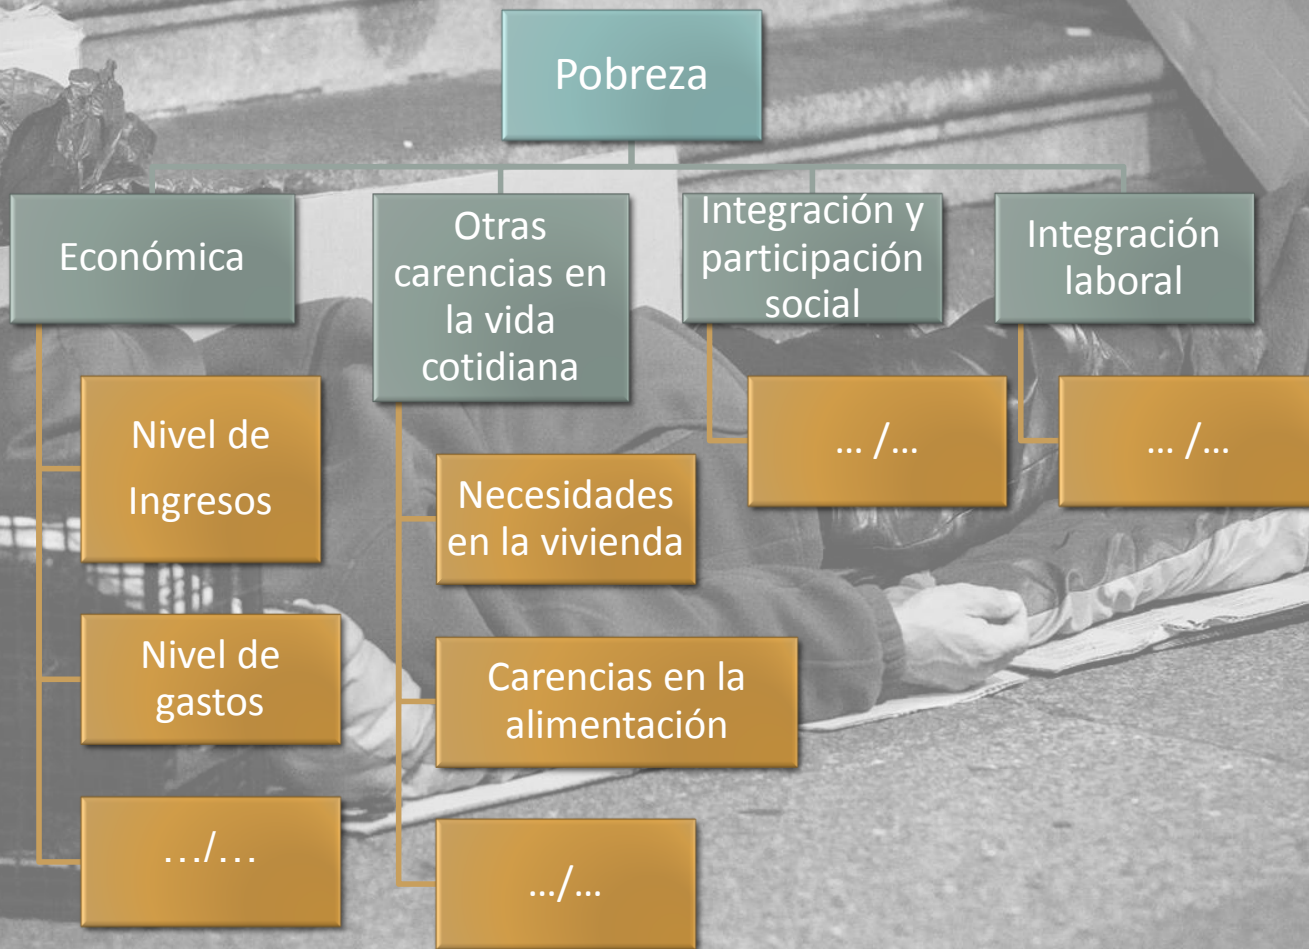 Pobreza
Económica
Nivel de
Ingresos
Nivel de
gastos
…/…
Otras
carencias en
la vida
cotidiana
Necesidades
en la vivienda
Carencias en la
alimentación
…/…
Integración y
participación
social
… /…
Integración
laboral
… /…